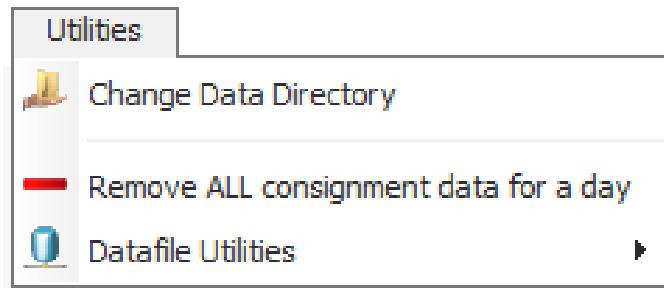 Utilities
Change Data Directory
Remove ALL consignment data for a day
Datafile Utilities